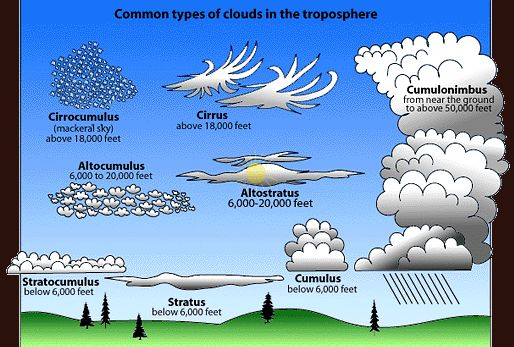 Common types of clouds in the troposphere
Cirrocumulus
(mackeral sky)
above 18,000 feet
Cirrus
above 18,000 feet
Cumulonimbus
from near the ground
to above 50,000 feet
Altocumulus
6,000 to 20,000 feet
Altostratus
6,000-20,000 feet
Stratocumulus
below 6,000 feet
Stratus
below 6,000 feet
Cumulus
below 6,000 feet